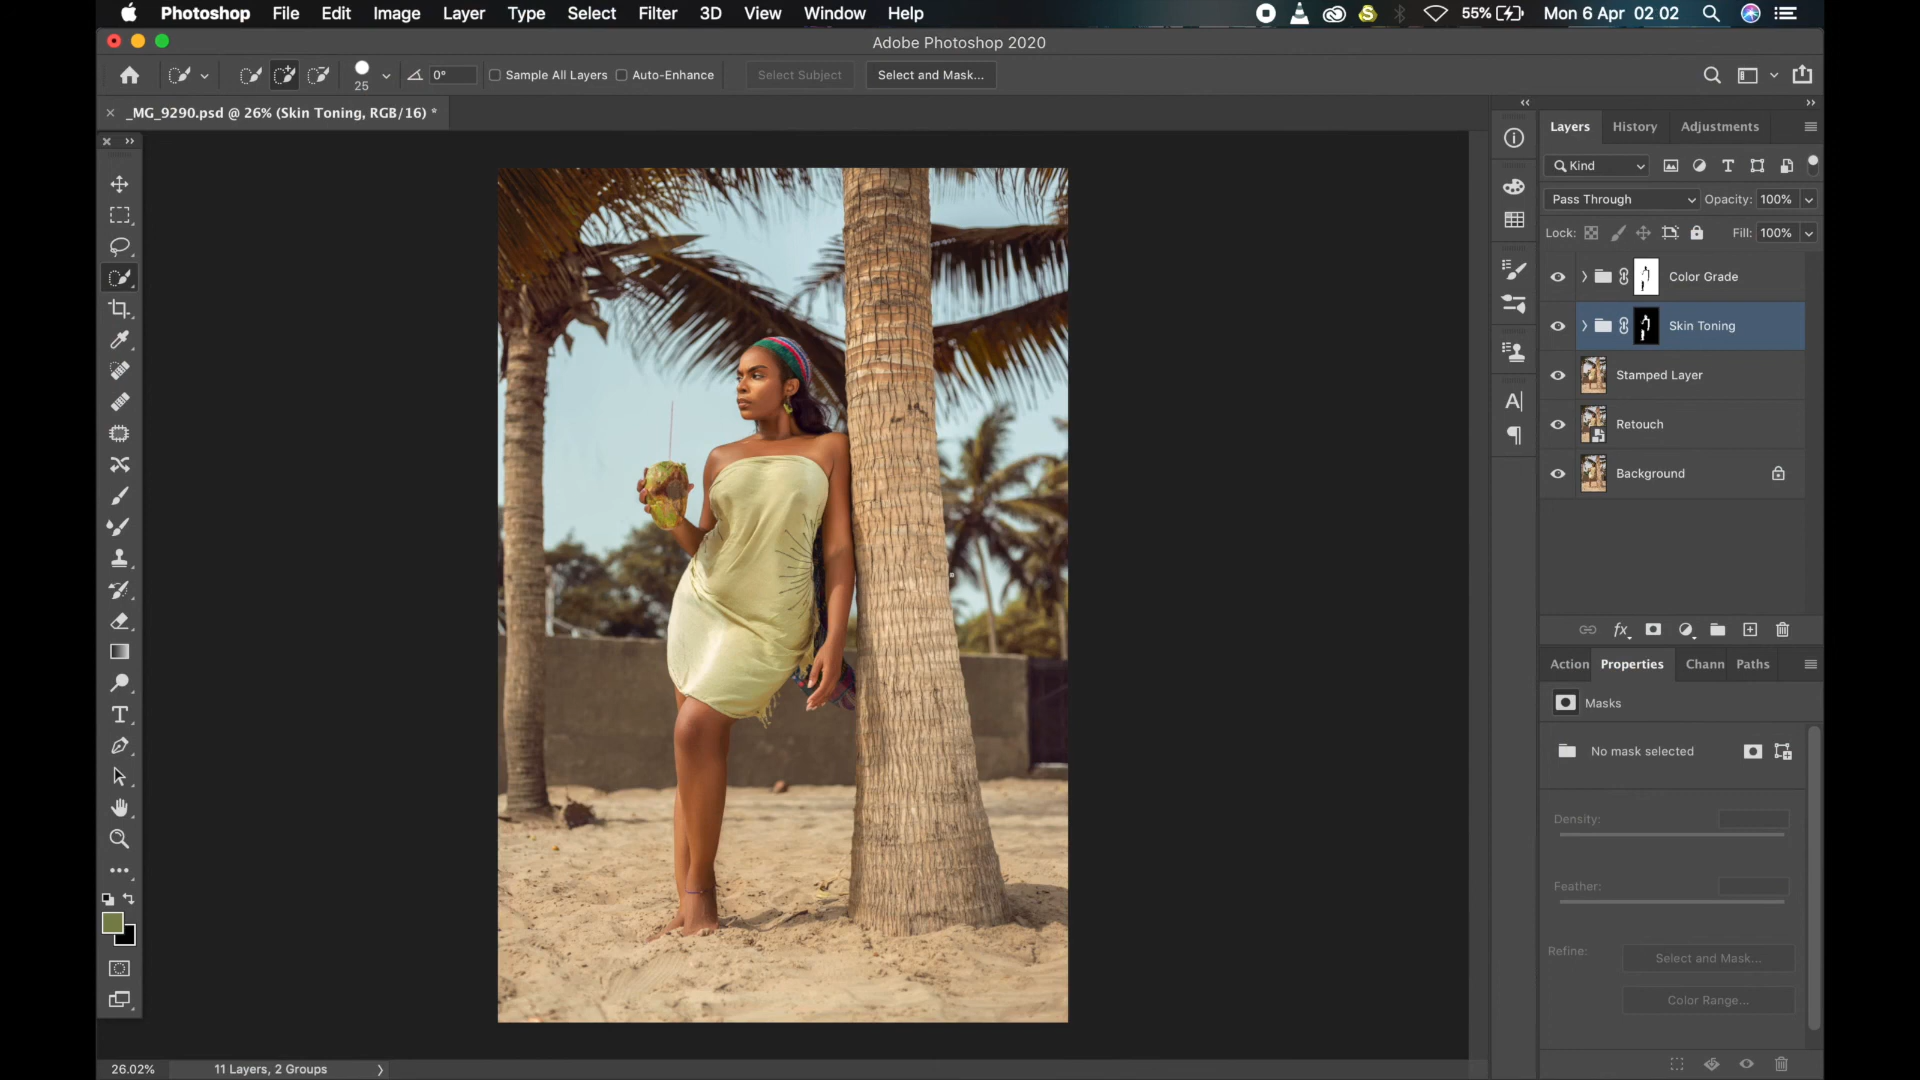 Photoshop File Edit Image Layer Type Select Filter 3D View Window Help 55% Mon 6 Apr 02 02
Adobe Photoshop 2020
25 0° Sample All Layers Auto-Enhance Select Subject Select and Mask...
_MG_9290.psd @ 26% (Skin Toning, RGB/16) *
Layers History Adjustments
Kind
Pass Through Opacity: 100%
Lock: Fill: 100%
Color Grade
Skin Toning
Stamped Layer
Retouch
Background
Action Properties Chann Paths
Masks
No mask selected
Density:
Feather:
Refine: Select and Mask...
Color Range...
26.02% 11 Layers, 2 Groups